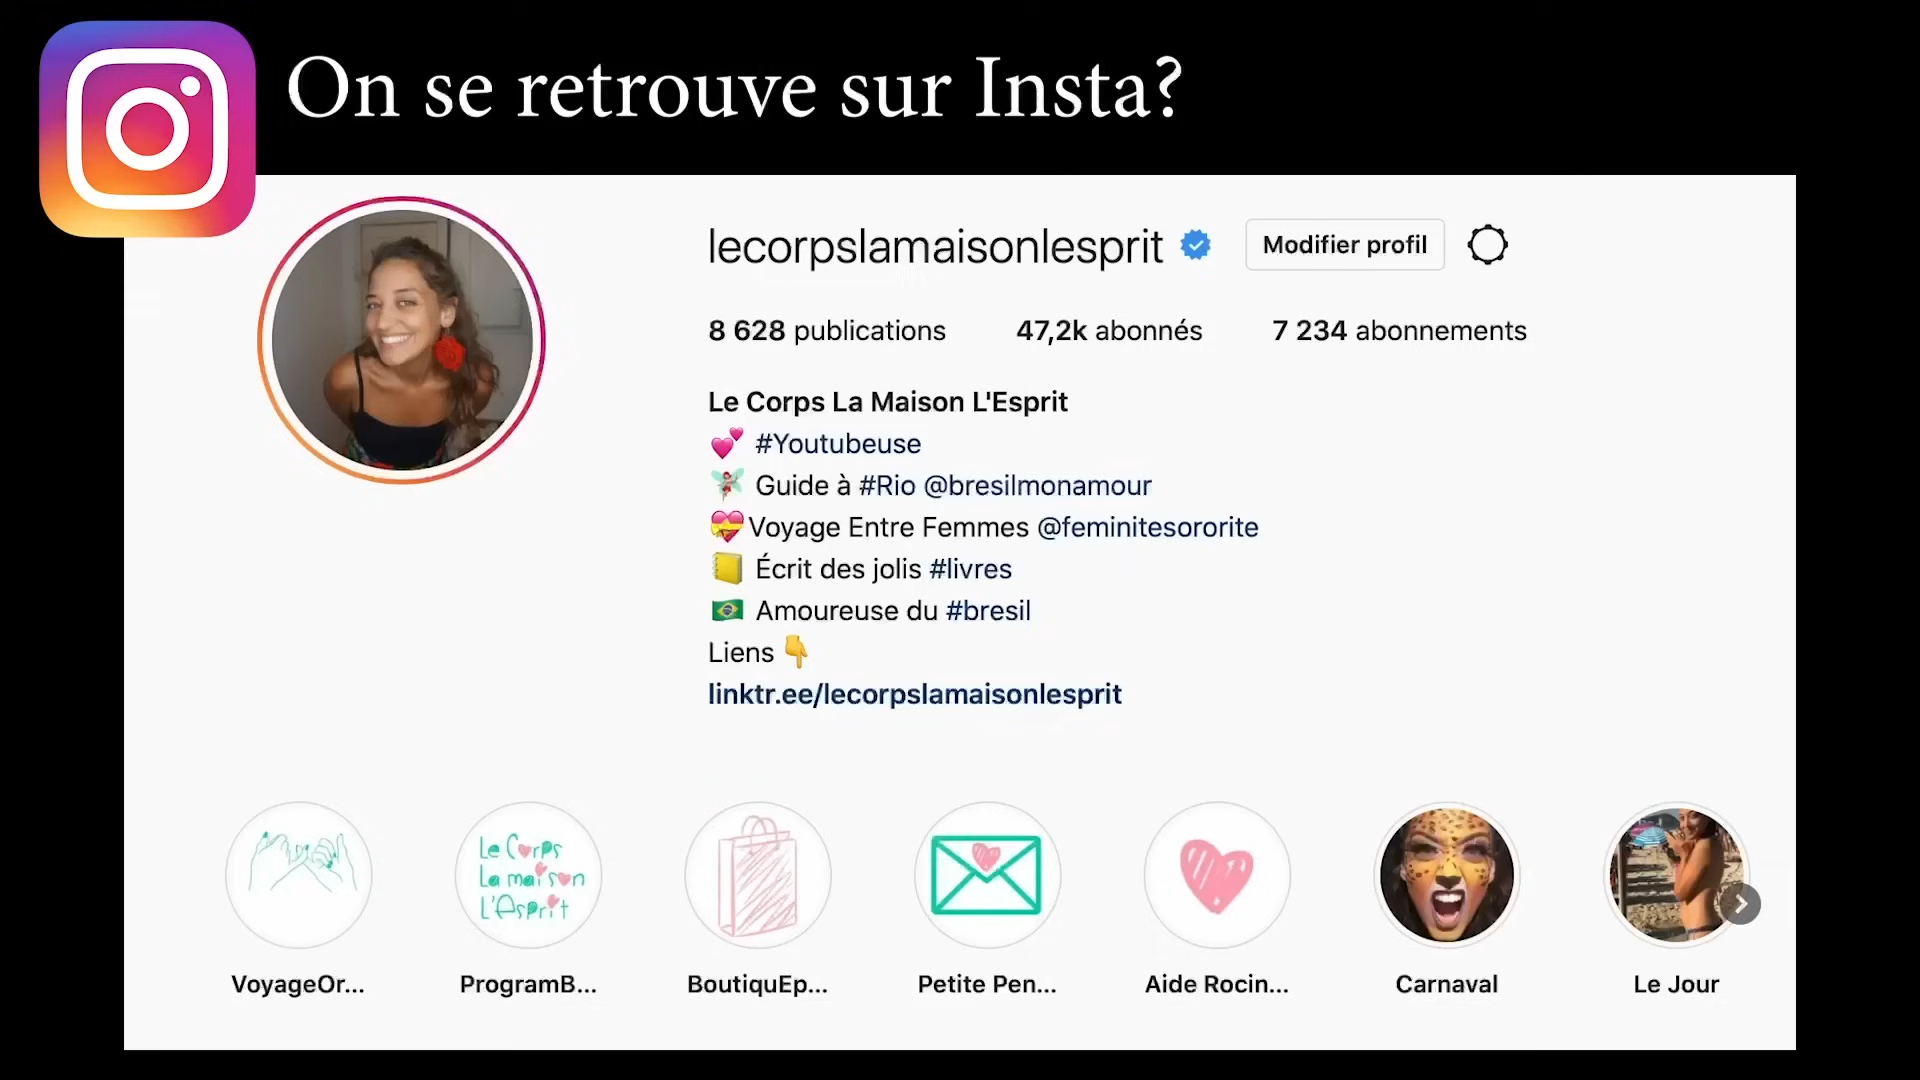 On se retrouve sur Insta?
lecorpslamaisonlesprit Modifier profil
8 628 publications 47,2k abonnés 7 234 abonnements
Le Corps La Maison L'Esprit
💕 #Youtubeuse
🧚 Guide à #Rio @bresilmonamour
💝Voyage Entre Femmes @feminitesororite
📒 Écrit des jolis #livres
🇧🇷 Amoureuse du #bresil
Liens 👇
linktr.ee/lecorpslamaisonlesprit
Le Corps
La maison
L'Esprit
VoyageOr... ProgramB... BoutiquEp... Petite Pen... Aide Rocin... Carnaval Le Jour